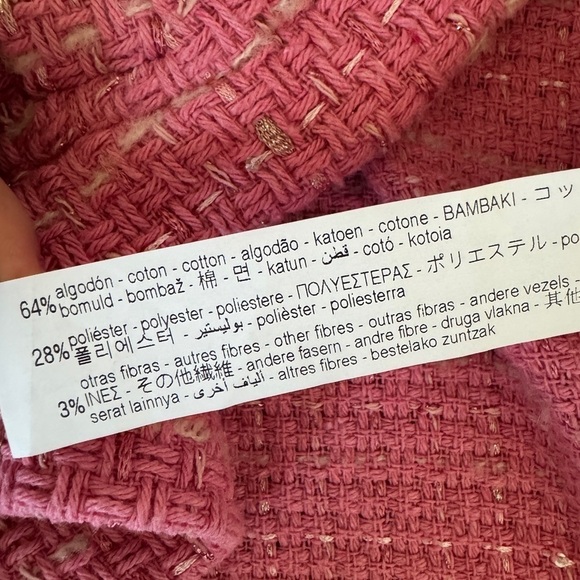 64% algodón - coton - cotton - algodão - katoen - cotone - BAMBAKI - コッ
bomuld - bombaž - 棉 - 면 - katun - قطن - cotó - kotoia
28% poliéster - polyester - poliestere - ΠΟΛΥΕΣΤΕΡΑΣ - ポリエステル - po
폴리에스터 - بوليستير - polièster - poliesterra
otras fibras - autres fibres - other fibres - outras fibras - andere vezels -
3% ΙΝΕΣ - その他繊維 - andere fasern - andre fibre - druga vlakna - 其他
serat lainnya - ألياف أخرى - altres fibres - bestelako zuntzak